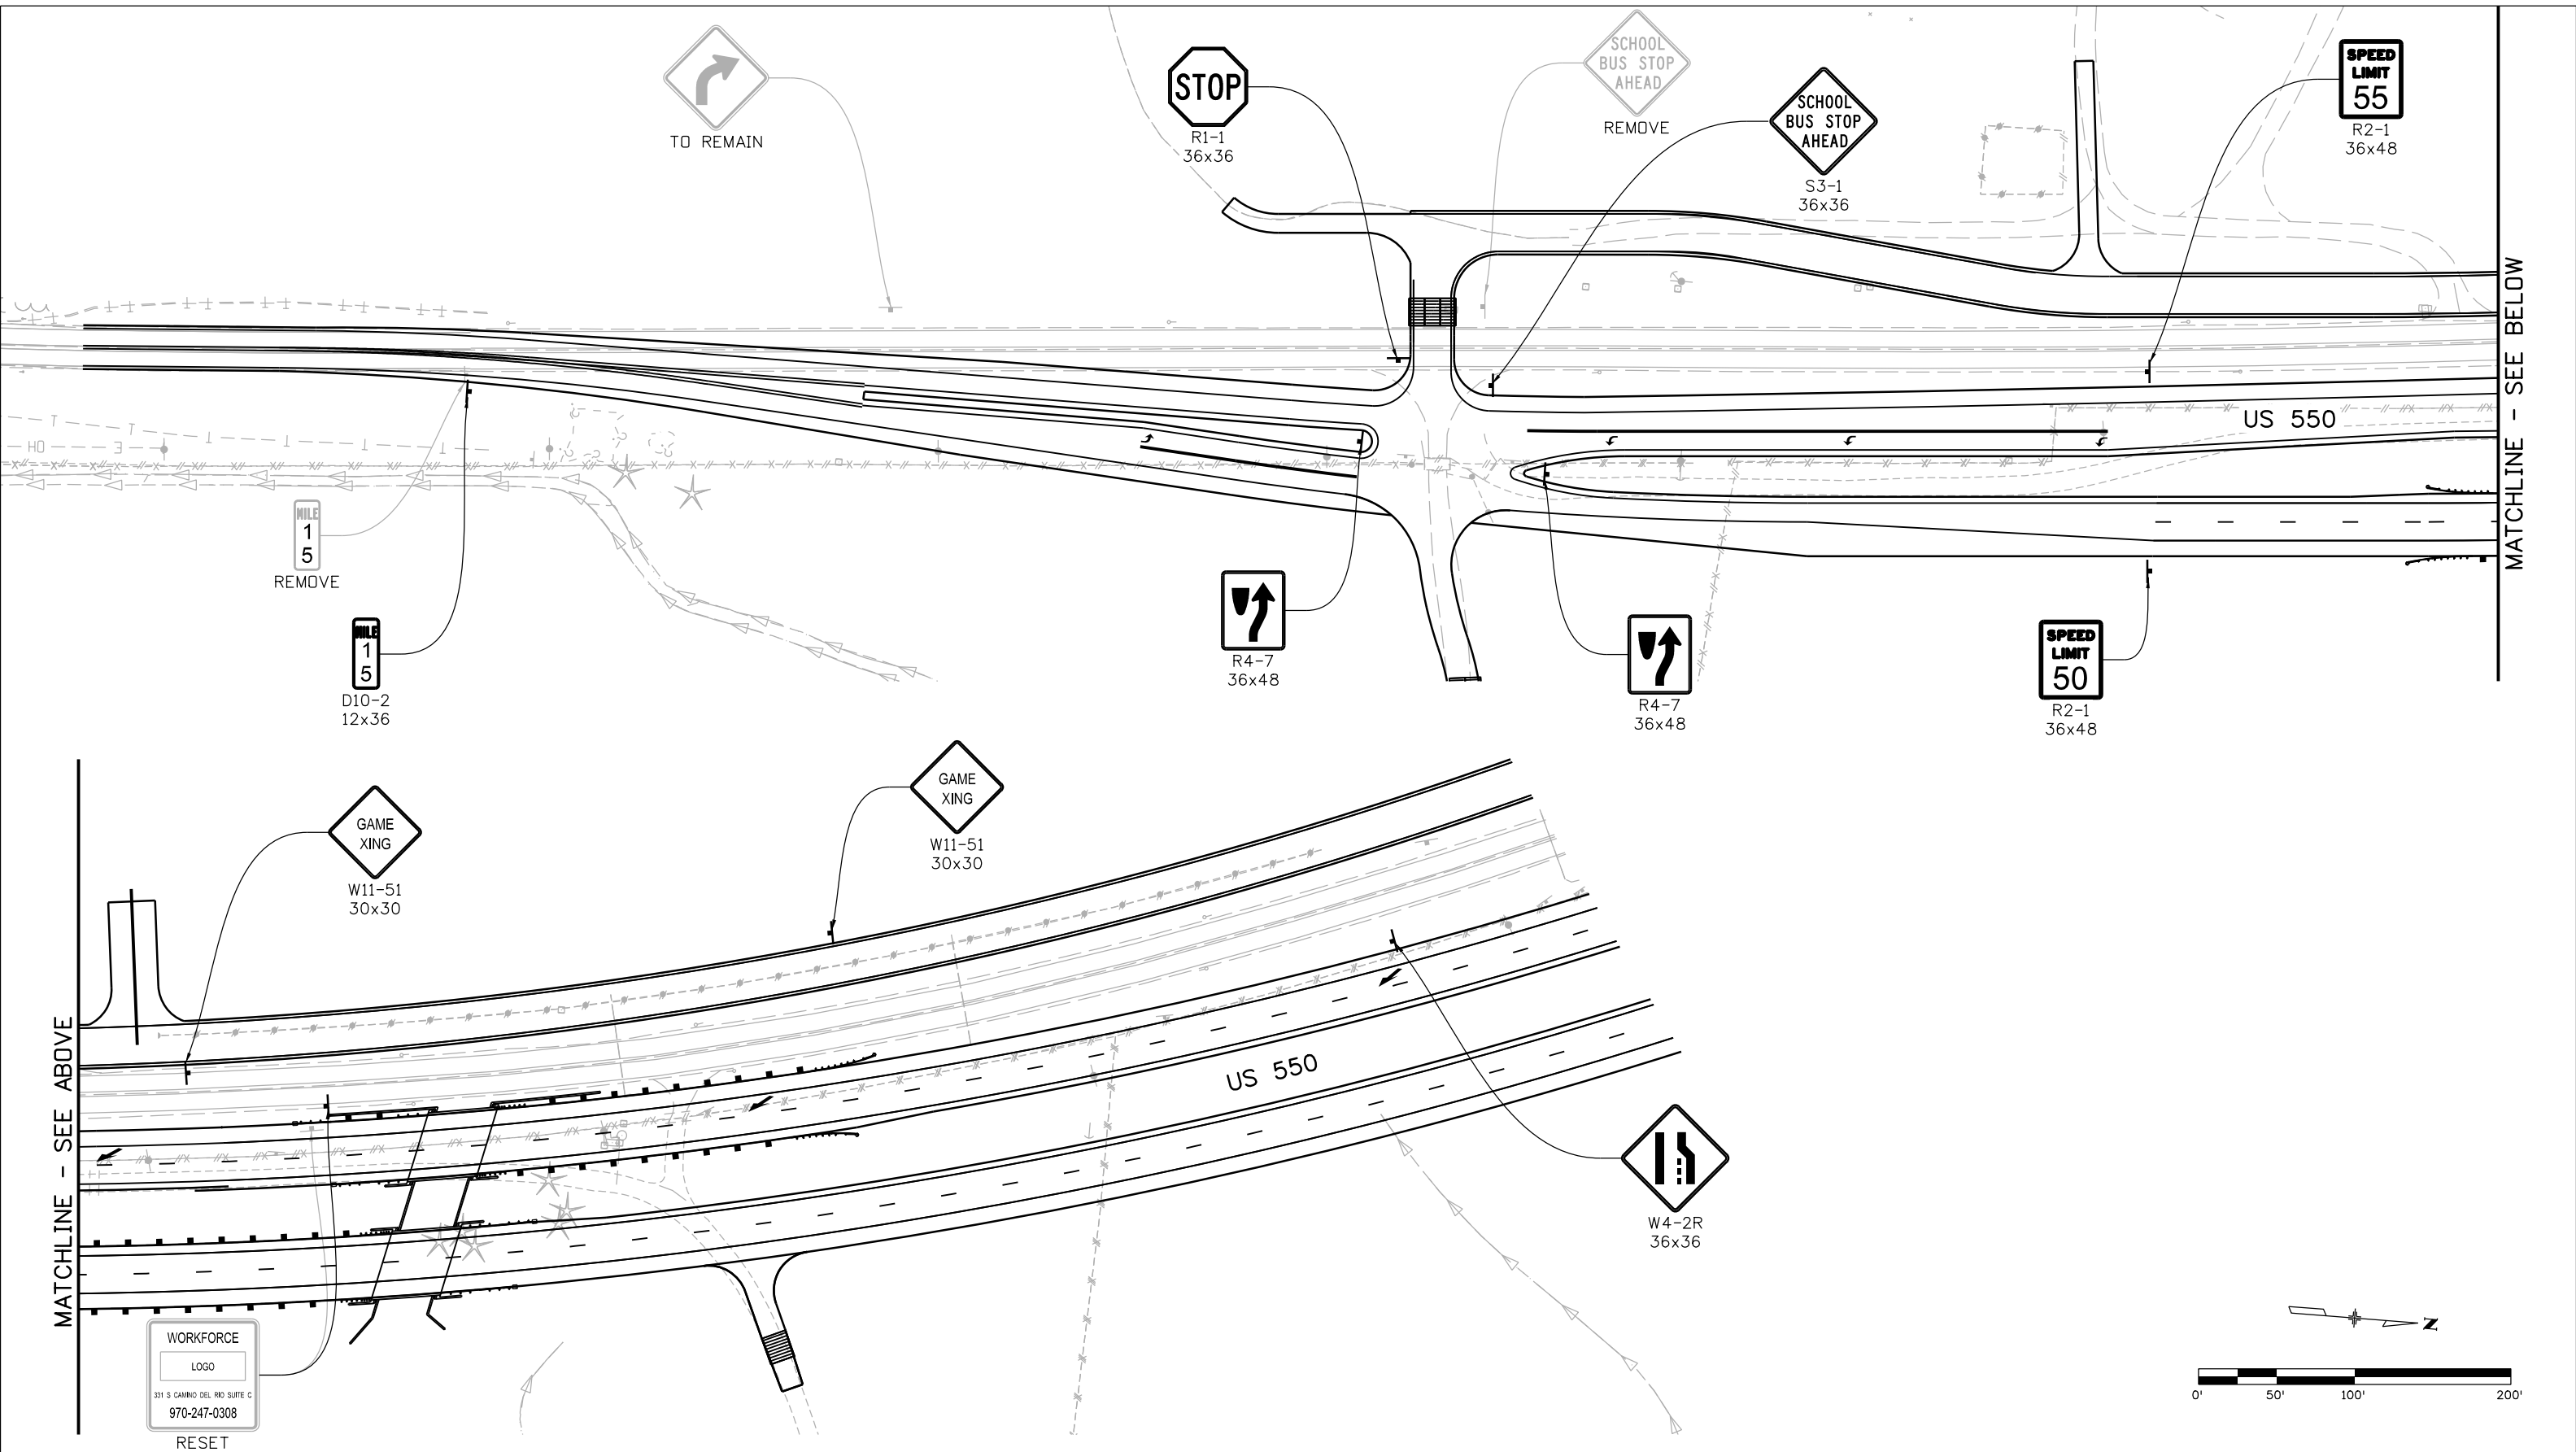 TO REMAIN
STOP
R1-1
36x36
SCHOOL
BUS STOP
AHEAD
REMOVE
SCHOOL
BUS STOP
AHEAD
S3-1
36x36
SPEED
LIMIT
55
R2-1
36x48
MATCHLINE - SEE BELOW
US 550
OH
E
MILE
1
5
REMOVE
MILE
1
5
D10-2
12x36
R4-7
36x48
R4-7
36x48
SPEED
LIMIT
50
R2-1
36x48
MATCHLINE - SEE ABOVE
GAME
XING
W11-51
30x30
GAME
XING
W11-51
30x30
US 550
W4-2R
36x36
WORKFORCE
LOGO
331 S CAMINO DEL RIO SUITE C
970-247-0308
RESET
N
0' 50' 100' 200'